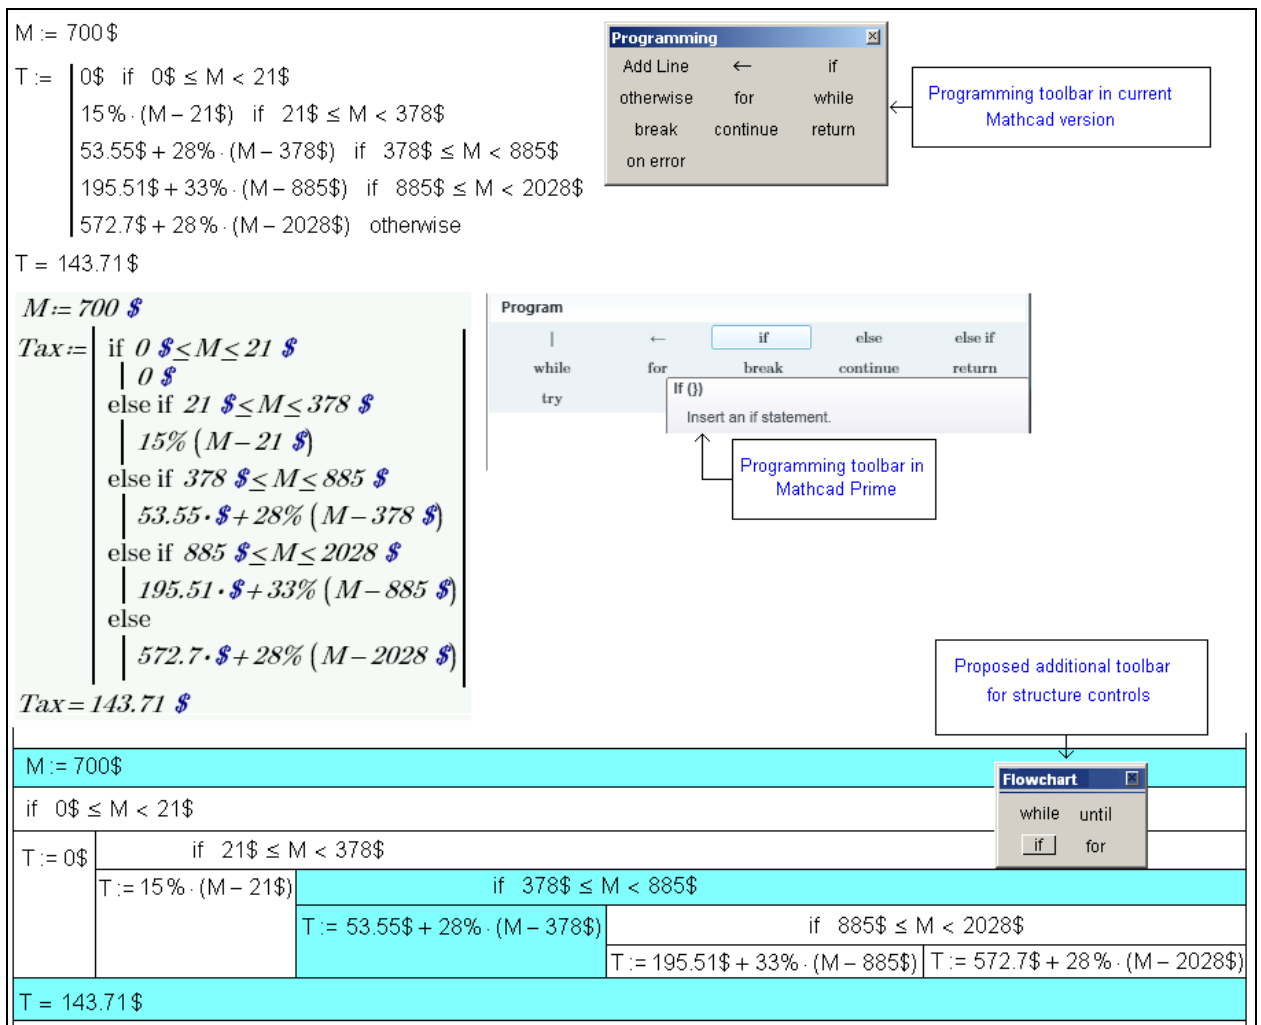 M := 700$
T := 0$ if 0$ ≤ M < 21$
15% · (M – 21$) if 21$ ≤ M < 378$
53.55$ + 28% · (M – 378$) if 378$ ≤ M < 885$
195.51$ + 33% · (M – 885$) if 885$ ≤ M < 2028$
572.7$ + 28% · (M – 2028$) otherwise
T = 143.71$
Programming
Add Line ← if
otherwise for while
break continue return
on error
Programming toolbar in current
Mathcad version
M := 700 $
Tax := if 0 $ ≤ M ≤ 21 $
0 $
else if 21 $ ≤ M ≤ 378 $
15% (M – 21 $)
else if 378 $ ≤ M ≤ 885 $
53.55 · $ + 28% (M – 378 $)
else if 885 $ ≤ M ≤ 2028 $
195.51 · $ + 33% (M – 885 $)
else
572.7 · $ + 28% (M – 2028 $)
Tax = 143.71 $
Program
| ← if else else if
while for break continue return
try
If (})
Insert an if statement.
Programming toolbar in
Mathcad Prime
Proposed additional toolbar
for structure controls
Flowchart
while until
if for
M := 700$
if 0$ ≤ M < 21$
T := 0$
if 21$ ≤ M < 378$
T := 15% · (M – 21$)
if 378$ ≤ M < 885$
T := 53.55$ + 28% · (M – 378$)
if 885$ ≤ M < 2028$
T := 195.51$ + 33% · (M – 885$)
T := 572.7$ + 28% · (M – 2028$)
T = 143.71$